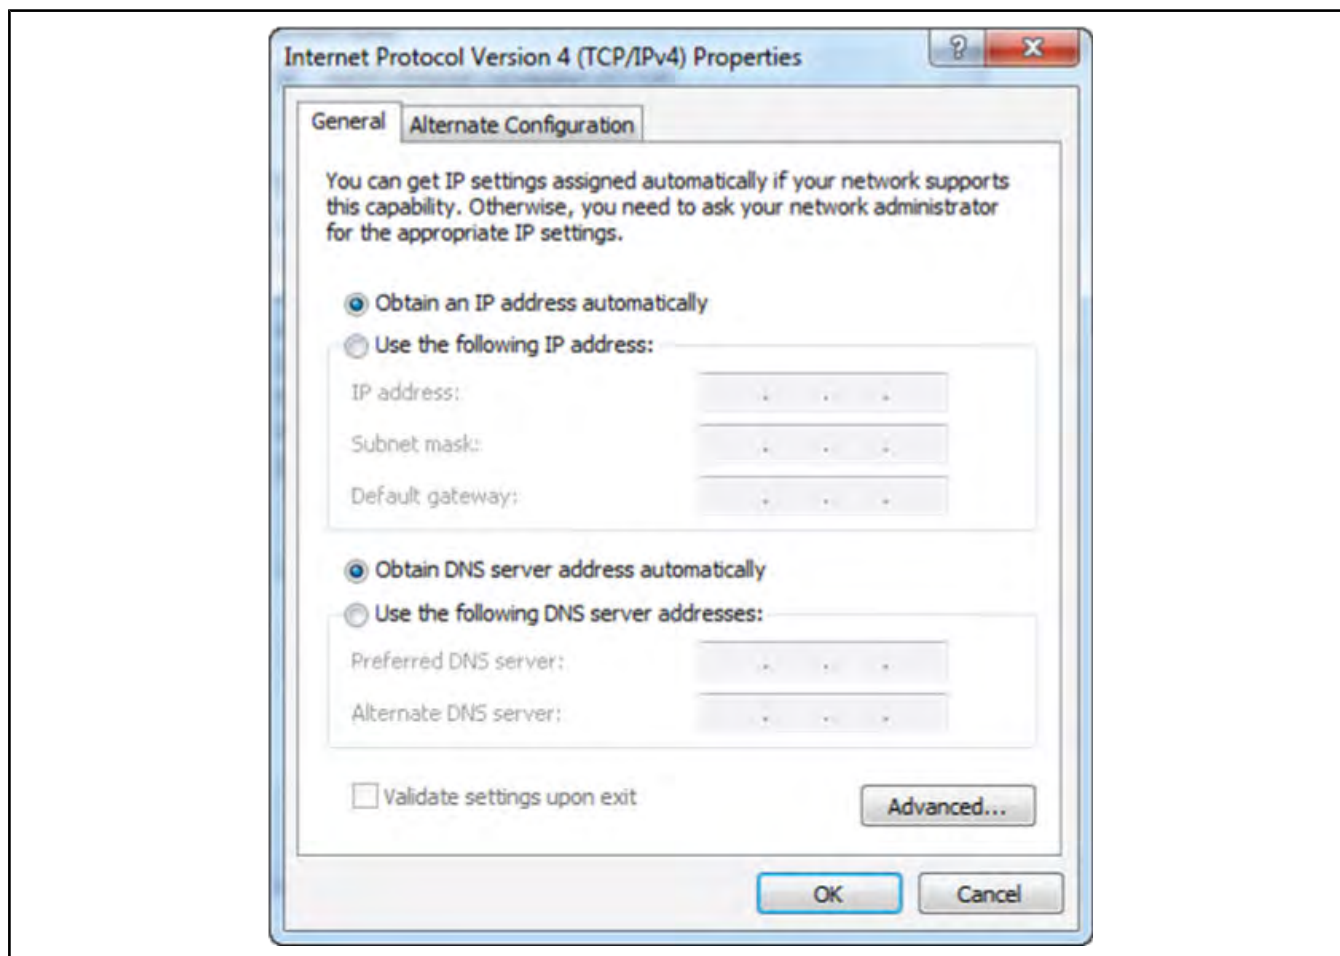 Internet Protocol Version 4 (TCP/IPv4) Properties
General
Alternate Configuration
You can get IP settings assigned automatically if your network supports
this capability. Otherwise, you need to ask your network administrator
for the appropriate IP settings.
Obtain an IP address automatically
Use the following IP address:
IP address:
Subnet mask:
Default gateway:
Obtain DNS server address automatically
Use the following DNS server addresses:
Preferred DNS server:
Alternate DNS server:
Validate settings upon exit
Advanced...
OK
Cancel